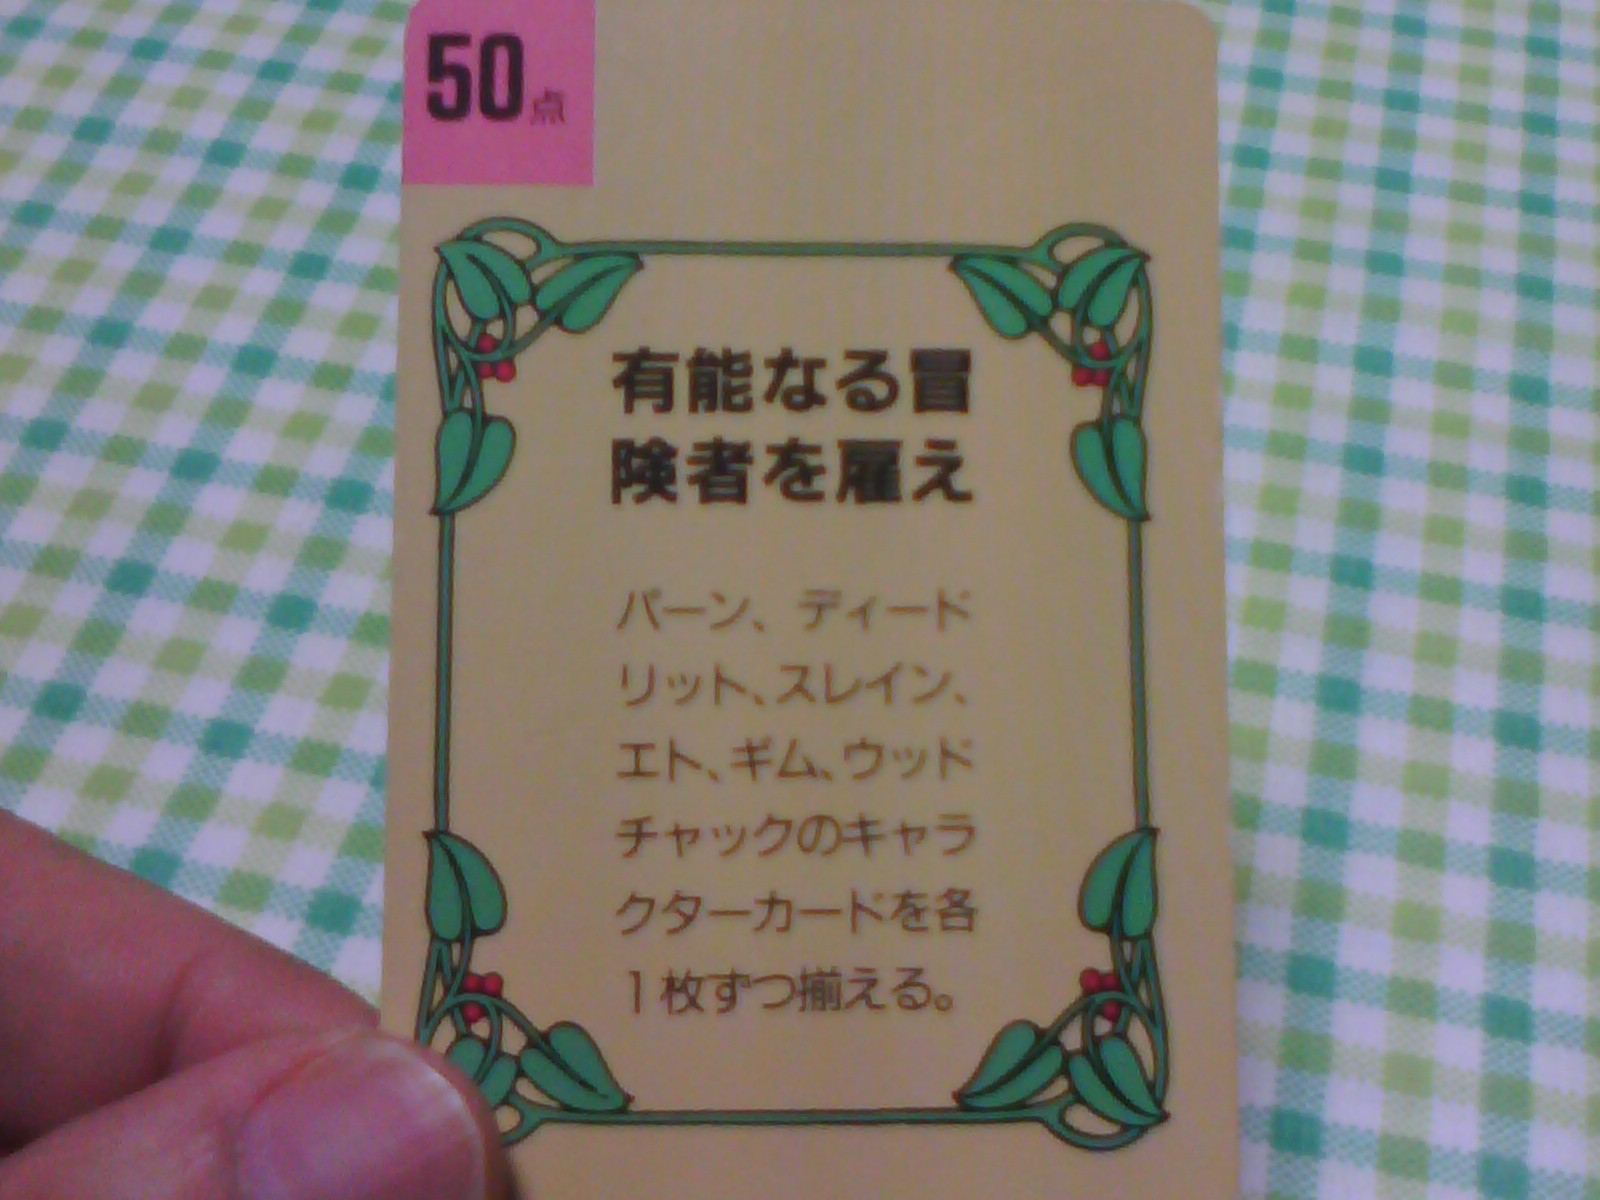 50点
有能なる冒
険者を雇え
パーン、ディード
リット、スレイン、
エト、ギム、ウッド
チャックのキャラ
クターカードを各
1枚ずつ揃える。